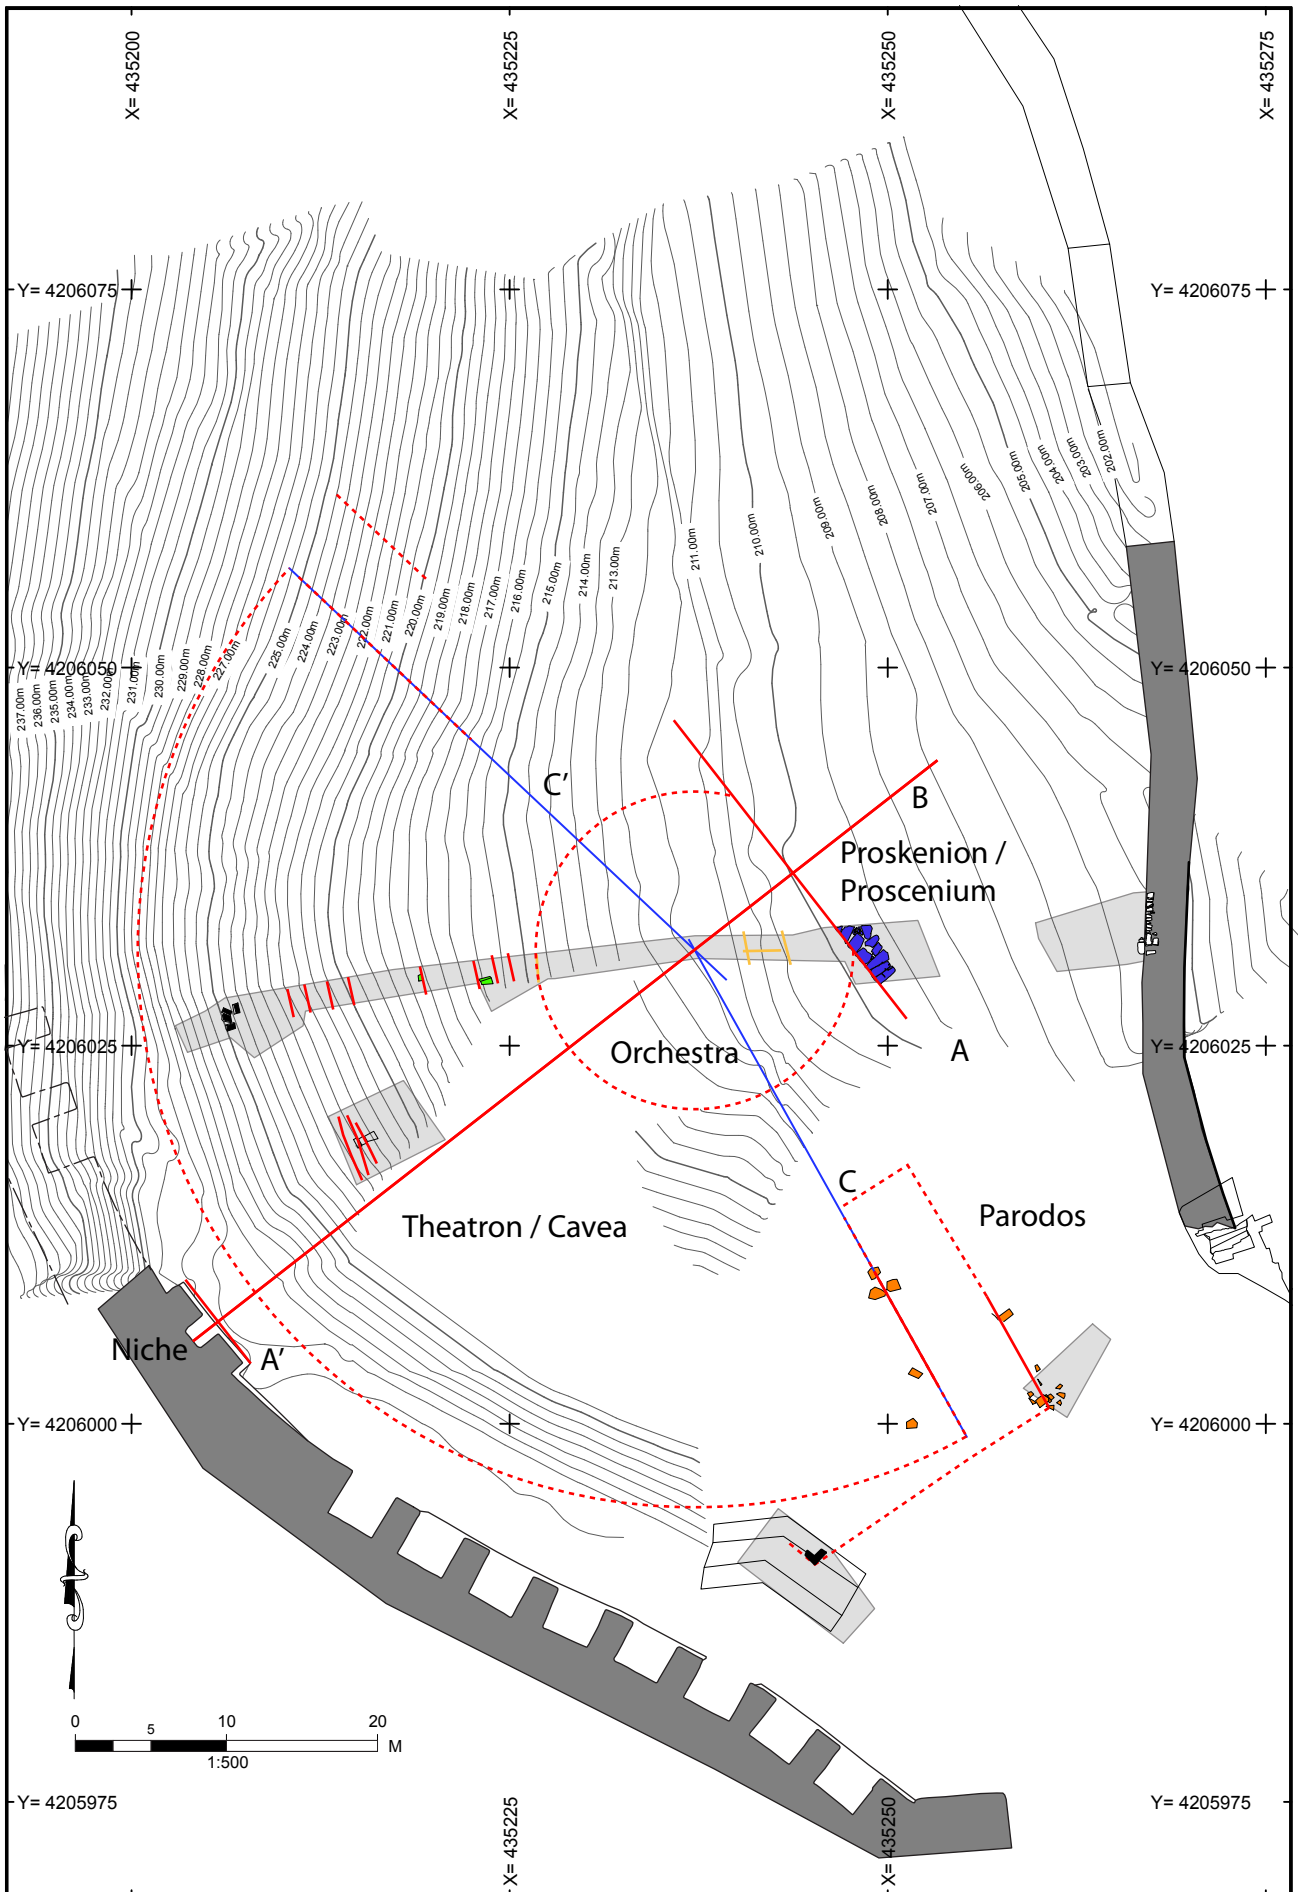 X= 435200
X= 435225
X= 435250
X= 435275
Y= 4206075
Y= 4206075
202.00m
203.00m
204.00m
205.00m
206.00m
207.00m
208.00m
209.00m
210.00m
211.00m
213.00m
214.00m
215.00m
216.00m
217.00m
218.00m
219.00m
220.00m
221.00m
222.00m
223.00m
224.00m
225.00m
227.00m
228.00m
229.00m
230.00m
231.00m
232.00m
233.00m
234.00m
235.00m
236.00m
237.00m
Y= 4206050
Y= 4206050
C'
B
Proskenion /
Proscenium
Orchestra
A
Y= 4206025
Y= 4206025
C
Parodos
Theatron / Cavea
Niche
A'
Y= 4206000
Y= 4206000
0
5
10
20
M
1:500
Y= 4205975
Y= 4205975
X= 435225
X= 435250